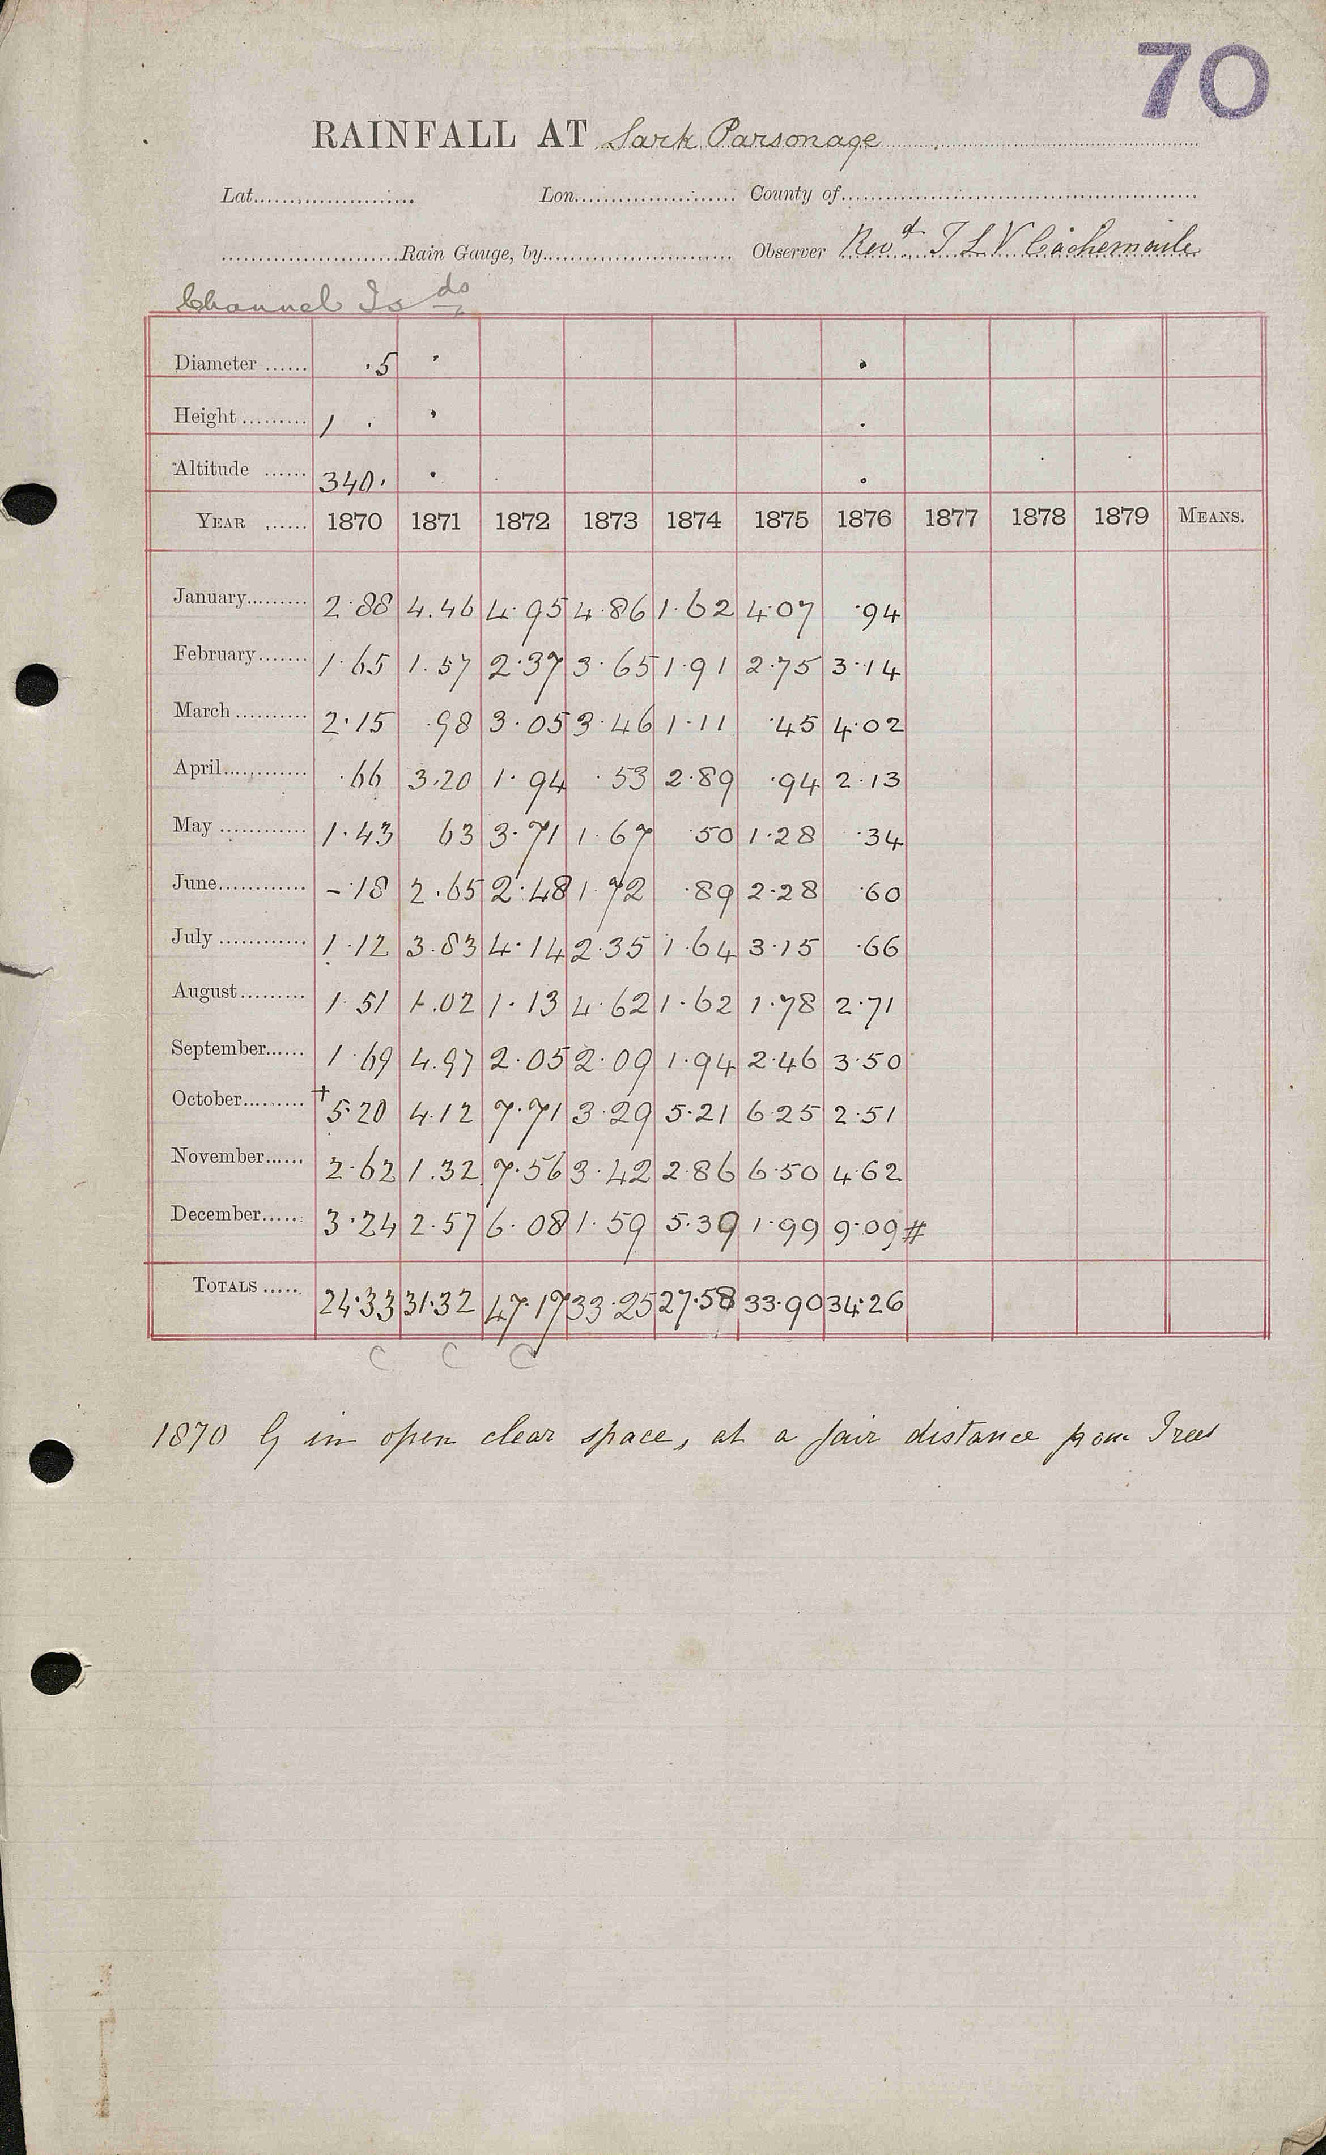 70
RAINFALL AT Sark Parsonage
Lat. Lon. County of
Rain Gauge, by Observer Revd. J L V Cachemaille
Channel Isds
Diameter ·5
Height 1
Altitude 340.
YEAR 1870 1871 1872 1873 1874 1875 1876 1877 1878 1879 MEANS.
January 2·88 4.46 4·95 4·86 1·62 4·07 ·94
February 1·65 1.57 2·37 3·65 1·91 2·75 3·14
March 2·15 ·98 3·05 3·46 1·11 ·45 4·02
April ·66 3.20 1·94 ·53 2·89 ·94 2·13
May 1·43 63 3·71 1·67 ·50 1·28 ·34
June -·18 2.65 2·48 1·72 ·89 2·28 ·60
July 1·12 3.83 4·14 2·35 1·64 3·15 ·66
August 1·51 1.02 1·13 4·62 1·62 1·78 2·71
September 1·69 4.97 2·05 2·09 1·94 2·46 3·50
October †5·20 4.12 7·71 3·29 5·21 6·25 2·51
November 2·62 1.32 7·56 3·42 2·86 6·50 4·62
December 3·24 2·57 6·08 1·59 5·39 1·99 9·09#
TOTALS 24·33 31·32 47·17 33·25 27·58 33·90 34·26
C C C
1870 G in open clear space, at a fair distance from Trees